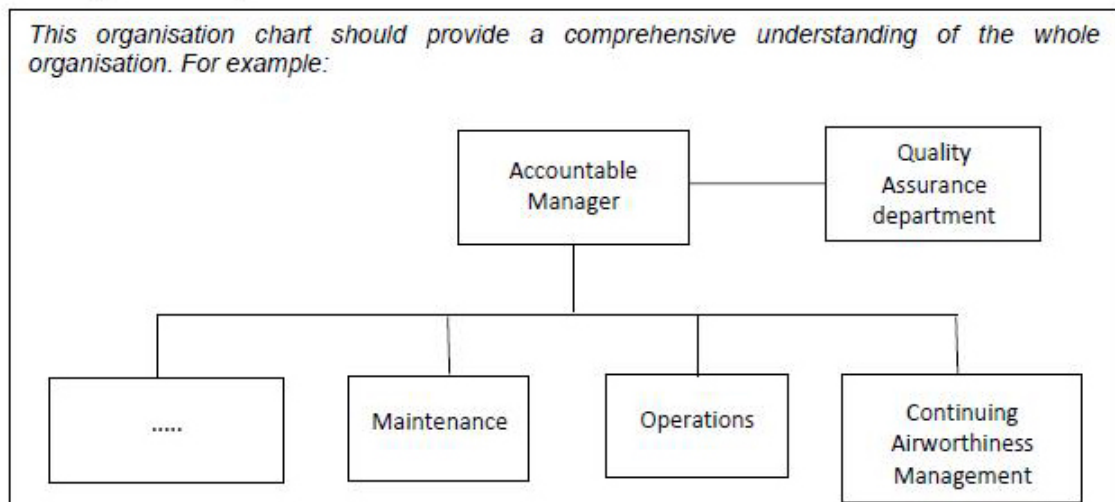 This organisation chart should provide a comprehensive understanding of the whole
organisation. For example:
Accountable
Manager
Quality
Assurance
department
.....
Maintenance
Operations
Continuing
Airworthiness
Management